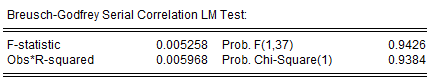 Breusch-Godfrey Serial Correlation LM Test:
F-statistic 0.005258 Prob. F(1,37) 0.9426
Obs*R-squared 0.005968 Prob. Chi-Square(1) 0.9384